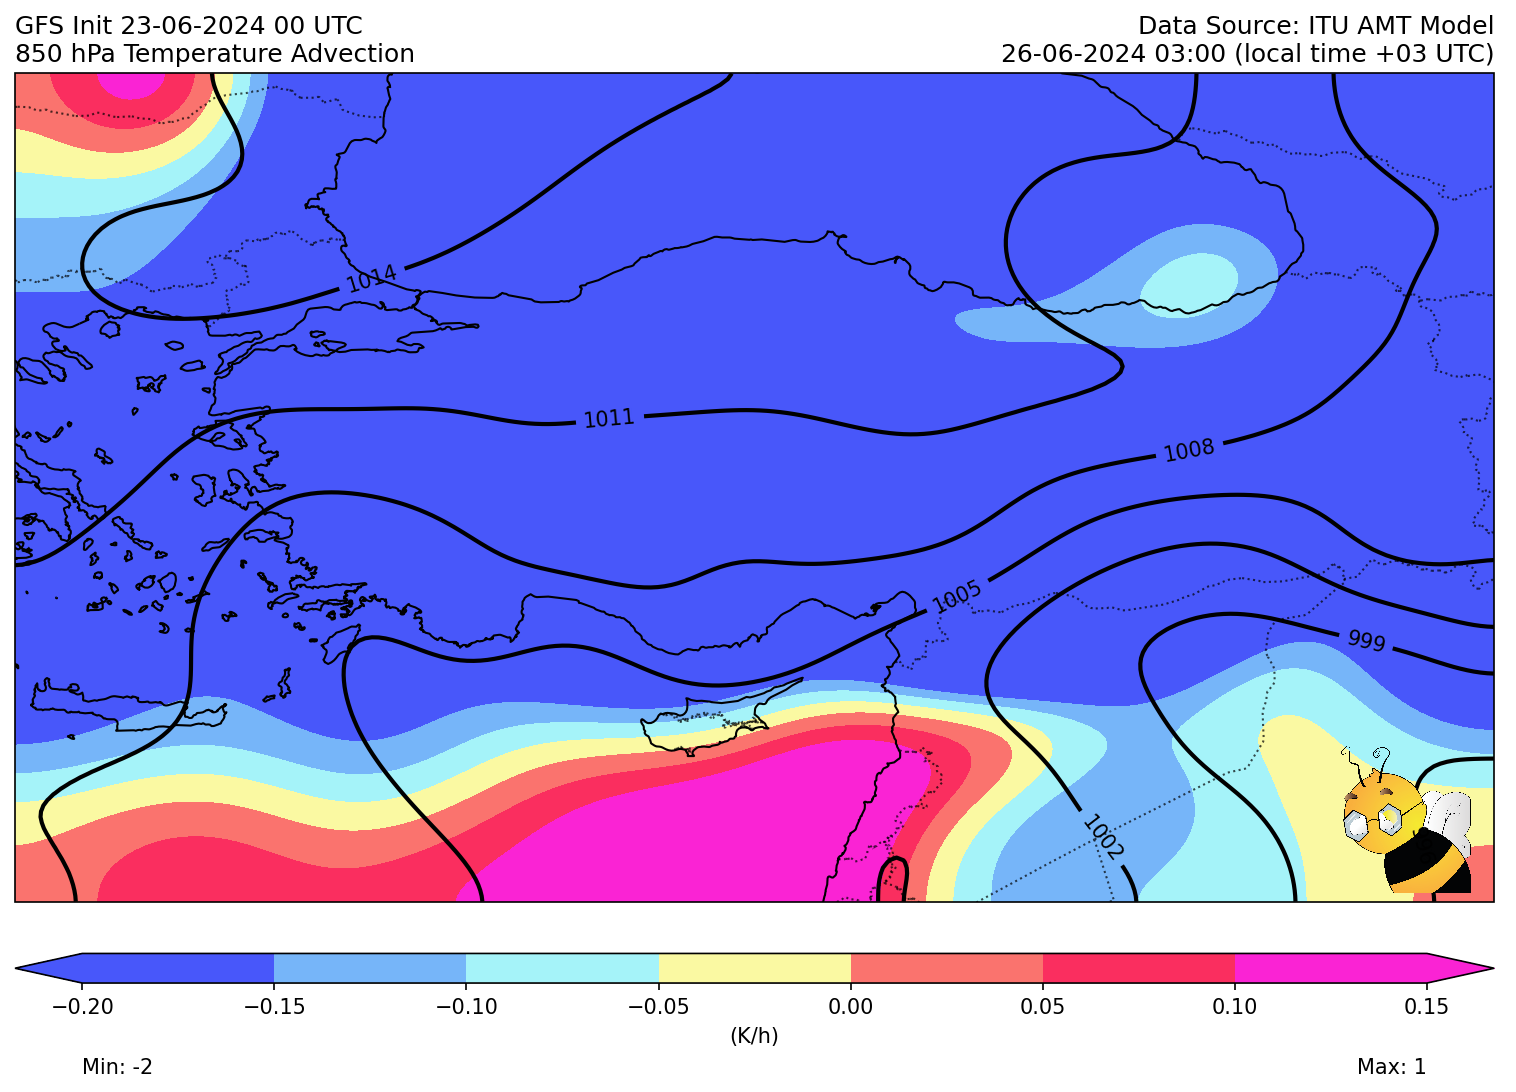 GFS Init 23-06-2024 00 UTC
850 hPa Temperature Advection
Data Source: ITU AMT Model
26-06-2024 03:00 (local time +03 UTC)
1014
1011
1008
1005
999
1002
−0.20 −0.15 −0.10 −0.05 0.00 0.05 0.10 0.15
(K/h)
Min: -2
Max: 1